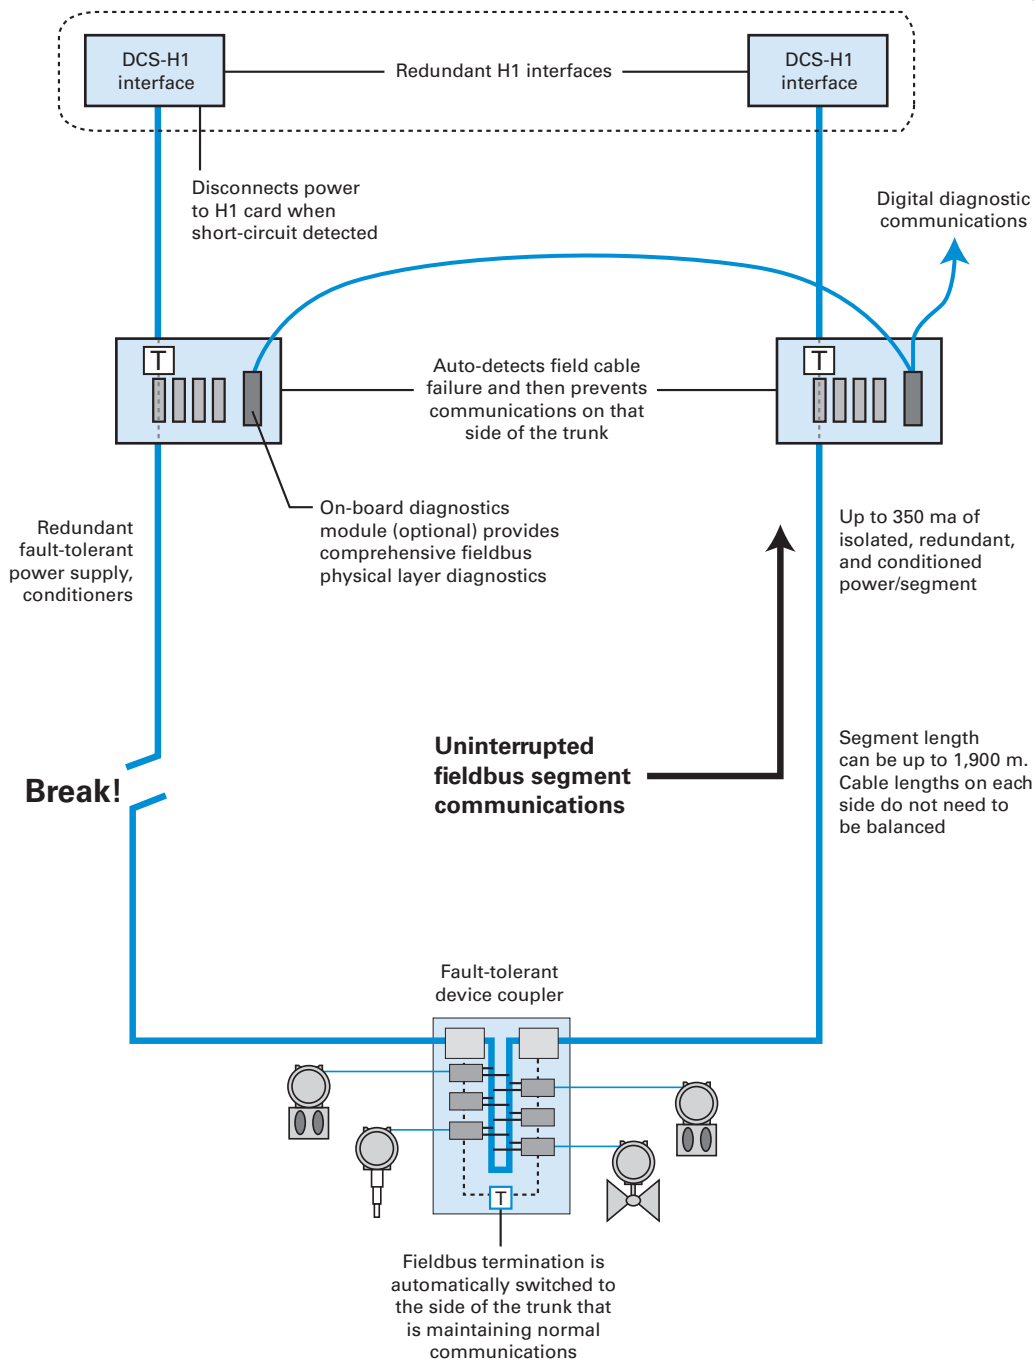 DCS-H1
interface
Redundant H1 interfaces
DCS-H1
interface
Disconnects power
to H1 card when
short-circuit detected
Digital diagnostic
communications
T
Auto-detects field cable
failure and then prevents
communications on that
side of the trunk
T
On-board diagnostics
module (optional) provides
comprehensive fieldbus
physical layer diagnostics
Redundant
fault-tolerant
power supply,
conditioners
Up to 350 ma of
isolated, redundant,
and conditioned
power/segment
Break!
Uninterrupted
fieldbus segment
communications
Segment length
can be up to 1,900 m.
Cable lengths on each
side do not need to
be balanced
Fault-tolerant
device coupler
T
Fieldbus termination is
automatically switched to
the side of the trunk that
is maintaining normal
communications